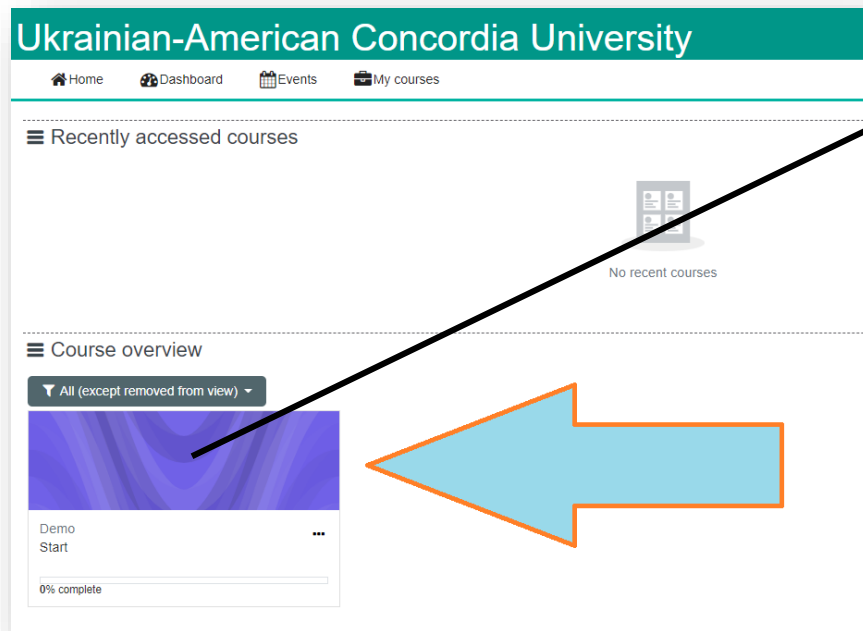 Ukrainian-American Concordia University
Home Dashboard Events My courses
Recently accessed courses
No recent courses
Course overview
All (except removed from view)
Demo
Start
0% complete